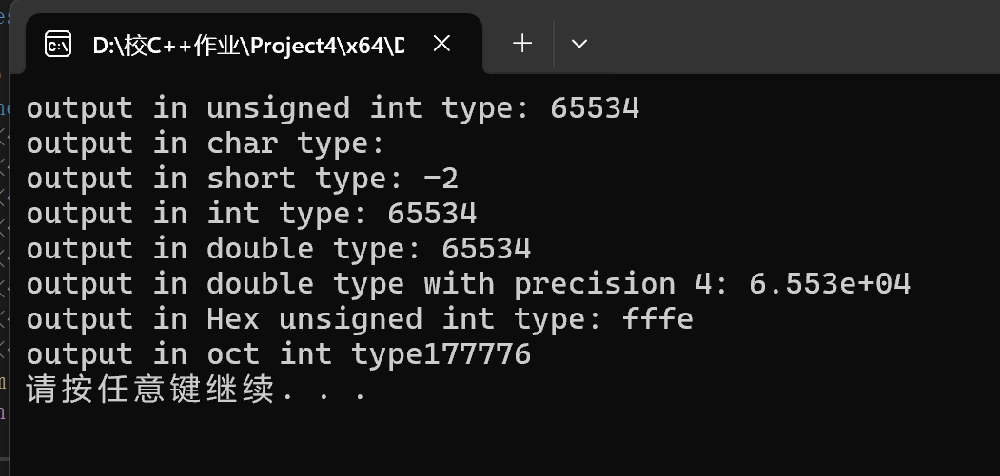 D:\校C++作业\Project4\x64\D
output in unsigned int type: 65534
output in char type:
output in short type: -2
output in int type: 65534
output in double type: 65534
output in double type with precision 4: 6.553e+04
output in Hex unsigned int type: fffe
output in oct int type177776
请按任意键继续. . .